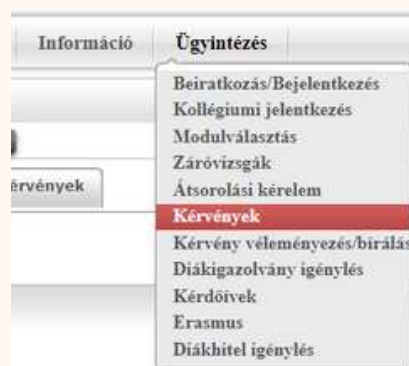 Információ Ügyintézés
Beiratkozás/Bejelentkezés
Kollégiumi jelentkezés
Modulválasztás
Záróvizsgák
érvények
Átsorolási kérelem
Kérvények
Kérvény véleményezés/bírálás
Diákigazolvány igénylés
Kérdőívek
Erasmus
Diákhitel igénylés